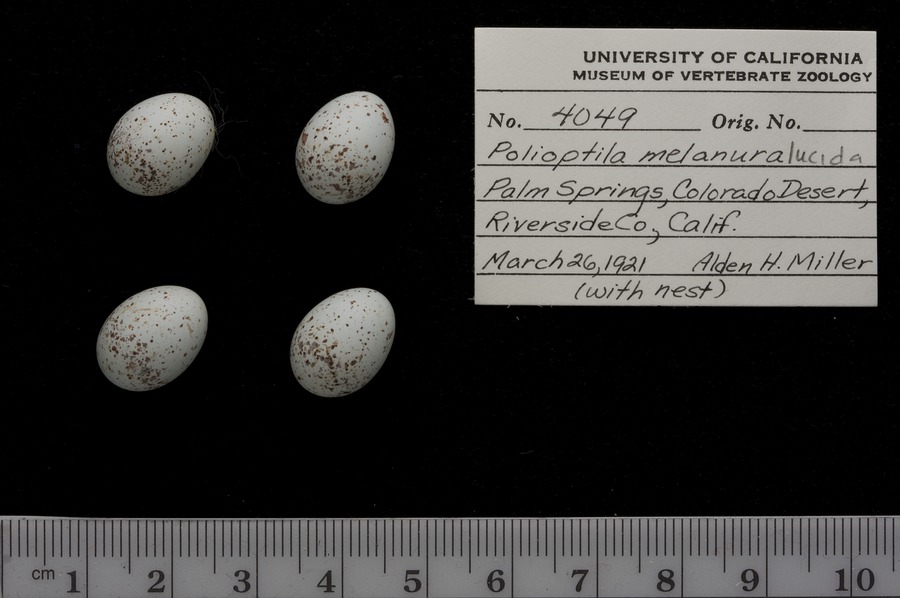 UNIVERSITY OF CALIFORNIA
MUSEUM OF VERTEBRATE ZOOLOGY
No. 4049 Orig. No.
Polioptila melanura lucida
Palm Springs, Colorado Desert,
Riverside Co., Calif.
March 26, 1921 Alden H. Miller
(with nest)
cm 1 2 3 4 5 6 7 8 9 10